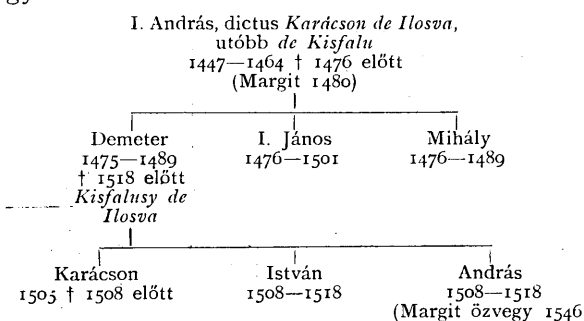 I. András, dictus Karácson de Ilosva,
utóbb de Kisfalu
1447—1464 † 1476 előtt
(Margit 1480)
Demeter I. János Mihály
1475—1489 1476—1501 1476—1489
† 1518 előtt
Kisfalusy de
Ilosva
Karácson István András
1505 † 1508 előtt 1508—1518 1508—1518
(Margit özvegy 1546